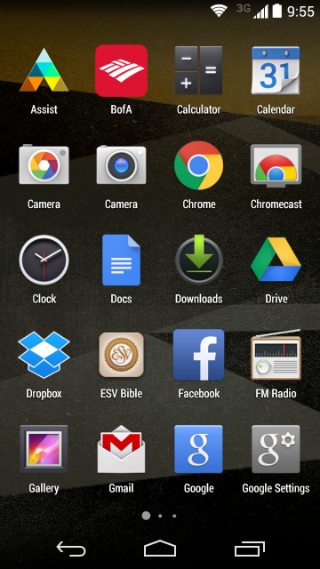 3G 9:55
Assist BofA Calculator Calendar
31
Camera Camera Chrome Chromecast
Clock Docs Downloads Drive
ESV
Dropbox ESV Bible Facebook FM Radio
Gallery Gmail Google Google Settings